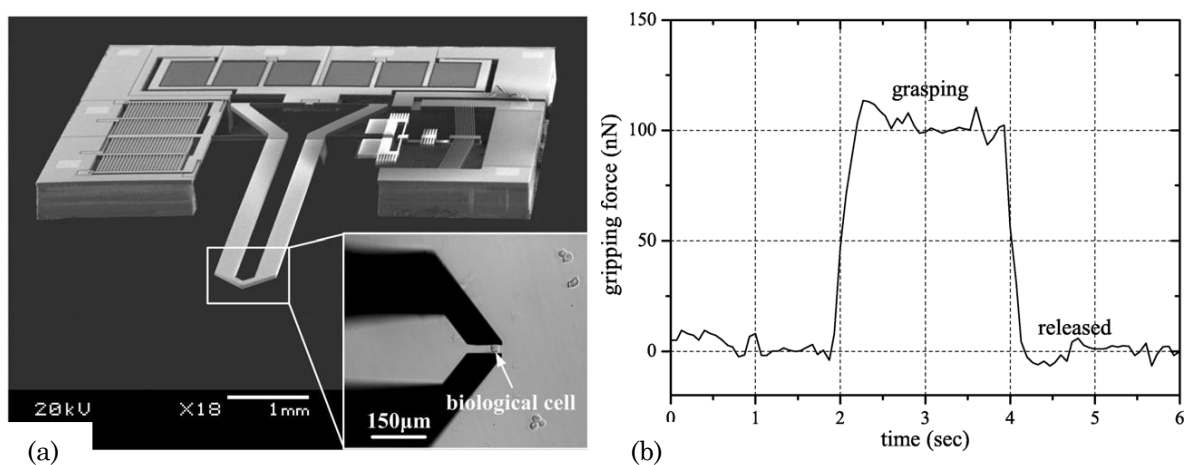 biological cell
150μm
20kV X18 1mm
(a)
gripping force (nN)
150
100
50
0
grasping
released
0 1 2 3 4 5 6
time (sec)
(b)